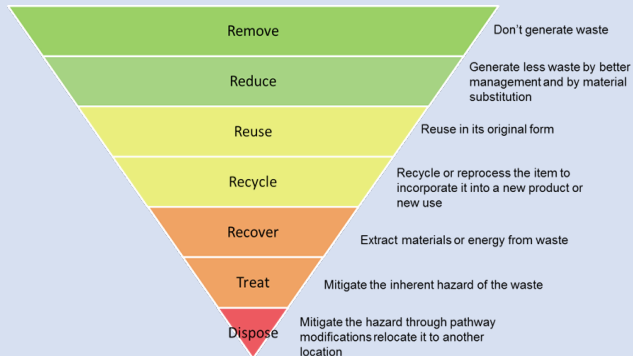 Remove
Don't generate waste
Reduce
Generate less waste by better
management and by material
substitution
Reuse
Reuse in its original form
Recycle
Recycle or reprocess the item to
incorporate it into a new product or
new use
Recover
Extract materials or energy from waste
Treat
Mitigate the inherent hazard of the waste
Dispose
Mitigate the hazard through pathway
modifications relocate it to another
location